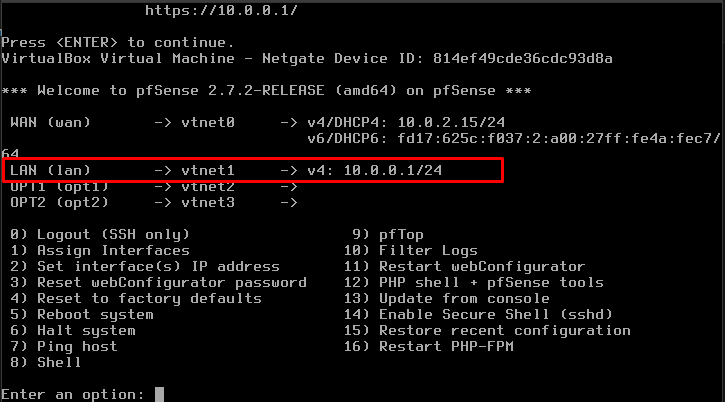 https://10.0.0.1/
Press <ENTER> to continue.
VirtualBox Virtual Machine - Netgate Device ID: 814ef49cde36cdc93d8a
*** Welcome to pfSense 2.7.2-RELEASE (amd64) on pfSense ***
WAN (wan) -> vtnet0 -> v4/DHCP4: 10.0.2.15/24
v6/DHCP6: fd17:625c:f037:2:a00:27ff:fe4a:fec7/
64
LAN (lan) -> vtnet1 -> v4: 10.0.0.1/24
OPT1 (opt1) -> vtnet2 ->
OPT2 (opt2) -> vtnet3 ->
0) Logout (SSH only) 9) pfTop
1) Assign Interfaces 10) Filter Logs
2) Set interface(s) IP address 11) Restart webConfigurator
3) Reset webConfigurator password 12) PHP shell + pfSense tools
4) Reset to factory defaults 13) Update from console
5) Reboot system 14) Enable Secure Shell (sshd)
6) Halt system 15) Restore recent configuration
7) Ping host 16) Restart PHP-FPM
8) Shell
Enter an option: